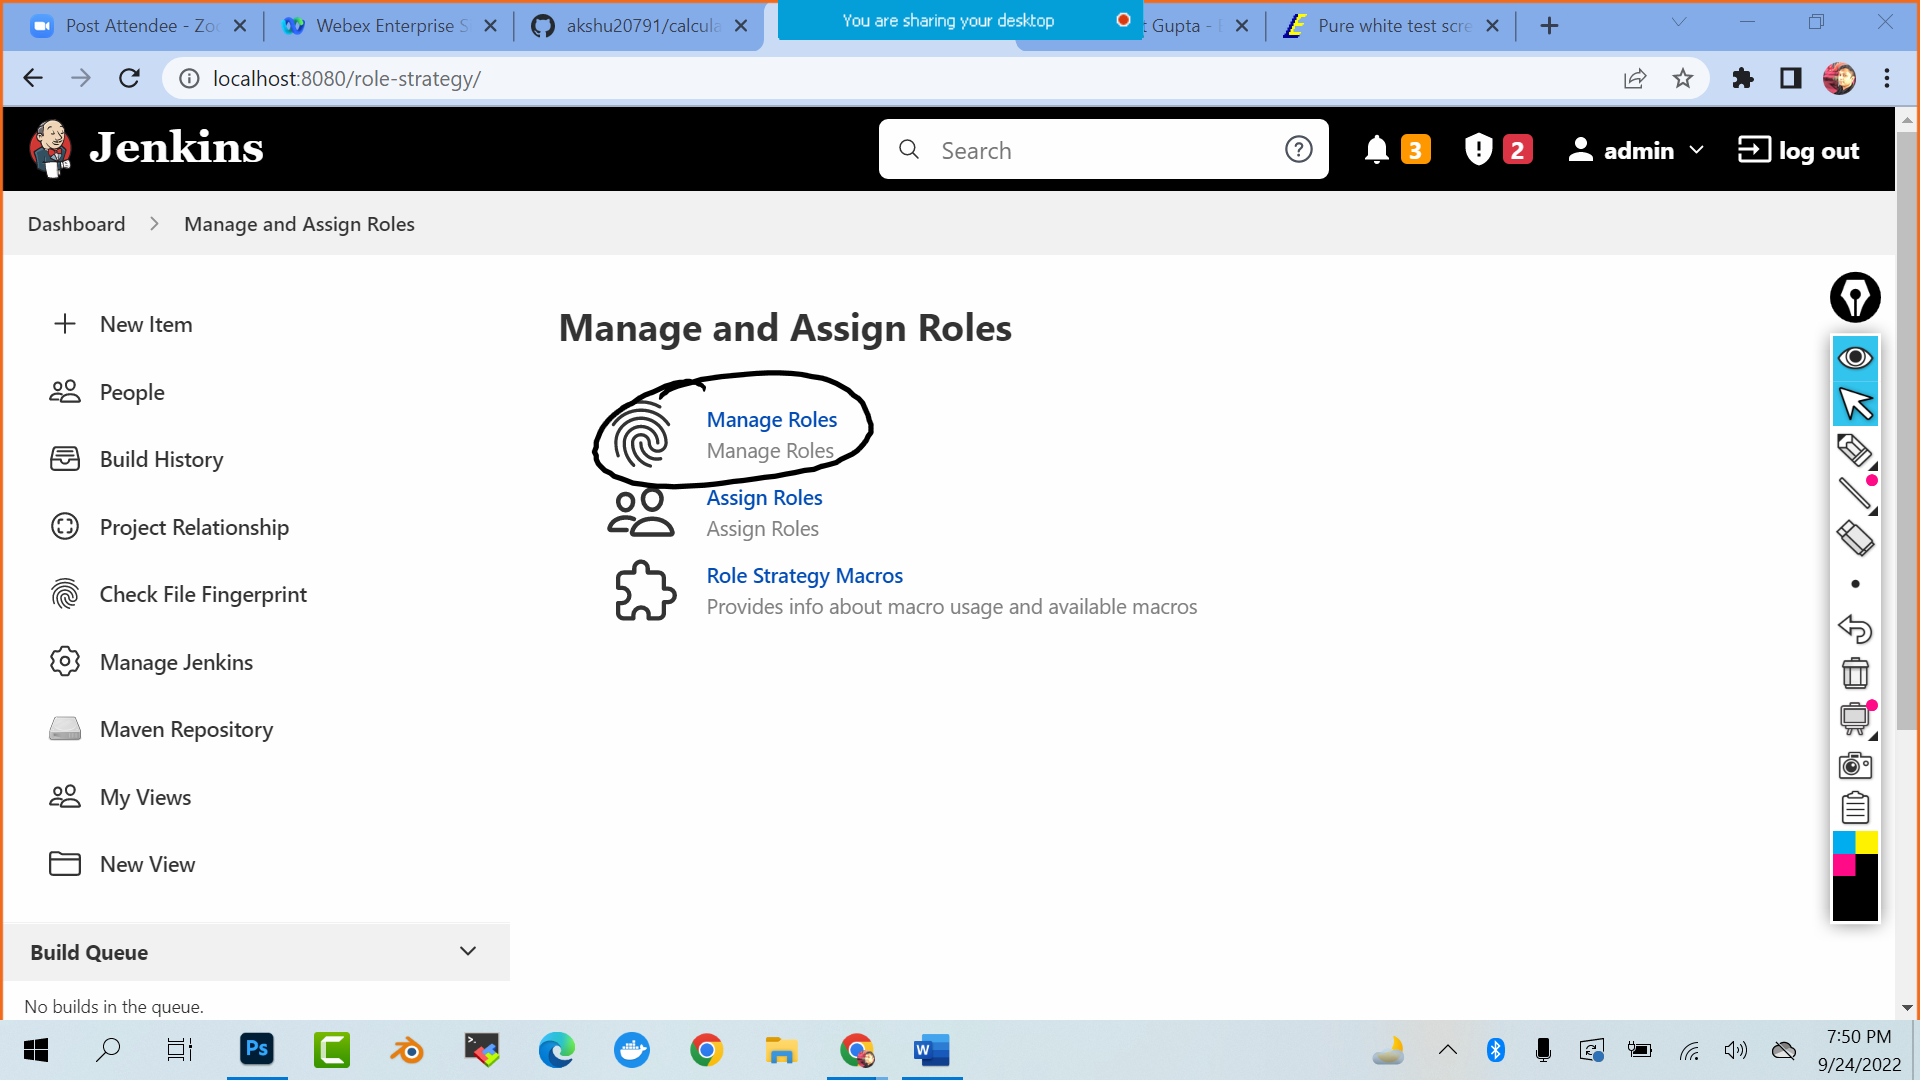 Post Attendee - Zoo
Webex Enterprise S
akshu20791/calcula
You are sharing your desktop
t Gupta -
Pure white test scre
localhost:8080/role-strategy/
Jenkins
Search
3
2
admin
log out
Dashboard
Manage and Assign Roles
New Item
People
Build History
Project Relationship
Check File Fingerprint
Manage Jenkins
Maven Repository
My Views
New View
Build Queue
No builds in the queue.
Manage and Assign Roles
Manage Roles
Manage Roles
Assign Roles
Assign Roles
Role Strategy Macros
Provides info about macro usage and available macros
Ps
7:50 PM
9/24/2022